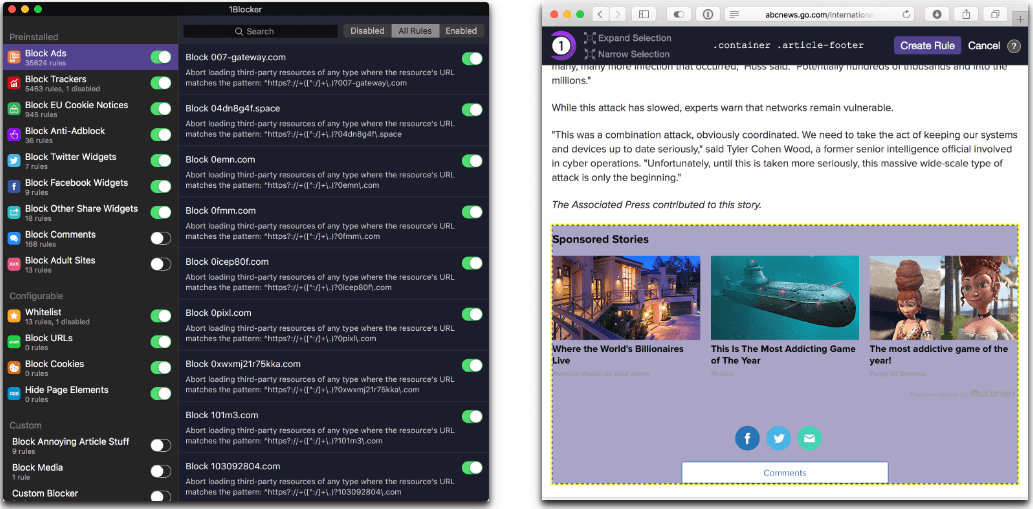 1Blocker
Search
Disabled
All Rules
Enabled
Preinstalled
Block Ads
35624 rules
Block Trackers
5463 rules, 1 disabled
Block EU Cookie Notices
945 rules
Block Anti-Adblock
36 rules
Block Twitter Widgets
7 rules
Block Facebook Widgets
9 rules
Block Other Share Widgets
18 rules
Block Comments
168 rules
Block Adult Sites
13 rules
Configurable
Whitelist
13 rules, 1 disabled
Block URLs
0 rules
Block Cookies
0 rules
Hide Page Elements
0 rules
Custom
Block Annoying Article Stuff
9 rules
Block Media
1 rule
Custom Blocker
Block 007-gateway.com
Abort loading third-party resources of any type where the resource's URL
matches the pattern: ^https?://+([^:/]+\.)?007-gateway\.com
Block 04dn8g4f.space
Abort loading third-party resources of any type where the resource's URL
matches the pattern: ^https?://+([^:/]+\.)?04dn8g4f\.space
Block 0emn.com
Abort loading third-party resources of any type where the resource's URL
matches the pattern: ^https?://+([^:/]+\.)?0emn\.com
Block 0fmm.com
Abort loading third-party resources of any type where the resource's URL
matches the pattern: ^https?://+([^:/]+\.)?0fmm\.com
Block 0icep80f.com
Abort loading third-party resources of any type where the resource's URL
matches the pattern: ^https?://+([^:/]+\.)?0icep80f\.com
Block 0pixl.com
Abort loading third-party resources of any type where the resource's URL
matches the pattern: ^https?://+([^:/]+\.)?0pixl\.com
Block 0xwxmj21r75kka.com
Abort loading third-party resources of any type where the resource's URL
matches the pattern: ^https?://+([^:/]+\.)?0xwxmj21r75kka\.com
Block 101m3.com
Abort loading third-party resources of any type where the resource's URL
matches the pattern: ^https?://+([^:/]+\.)?101m3\.com
Block 103092804.com
Abort loading third-party resources of any type where the resource's URL
matches the pattern: ^https?://+([^:/]+\.)?103092804\.com
abcnews.go.com/Internationa
1
Expand Selection
Narrow Selection
.container .article-footer
Create Rule
Cancel
?
many, many more infection that occurred," Huss said. "Potentially hundreds of thousands and into the
millions."
While this attack has slowed, experts warn that networks remain vulnerable.
"This was a combination attack, obviously coordinated. We need to take the act of keeping our systems
and devices up to date seriously," said Tyler Cohen Wood, a former senior intelligence official involved
in cyber operations. "Unfortunately, until this is taken more seriously, this massive wide-scale type of
attack is only the beginning."
The Associated Press contributed to this story.
Sponsored Stories
Where the World's Billionaires
Live
This Is The Most Addicting Game
of The Year
Pirates
The most addictive game of the
year!
Forge Of Empires
Recommended by Outbrain
Comments